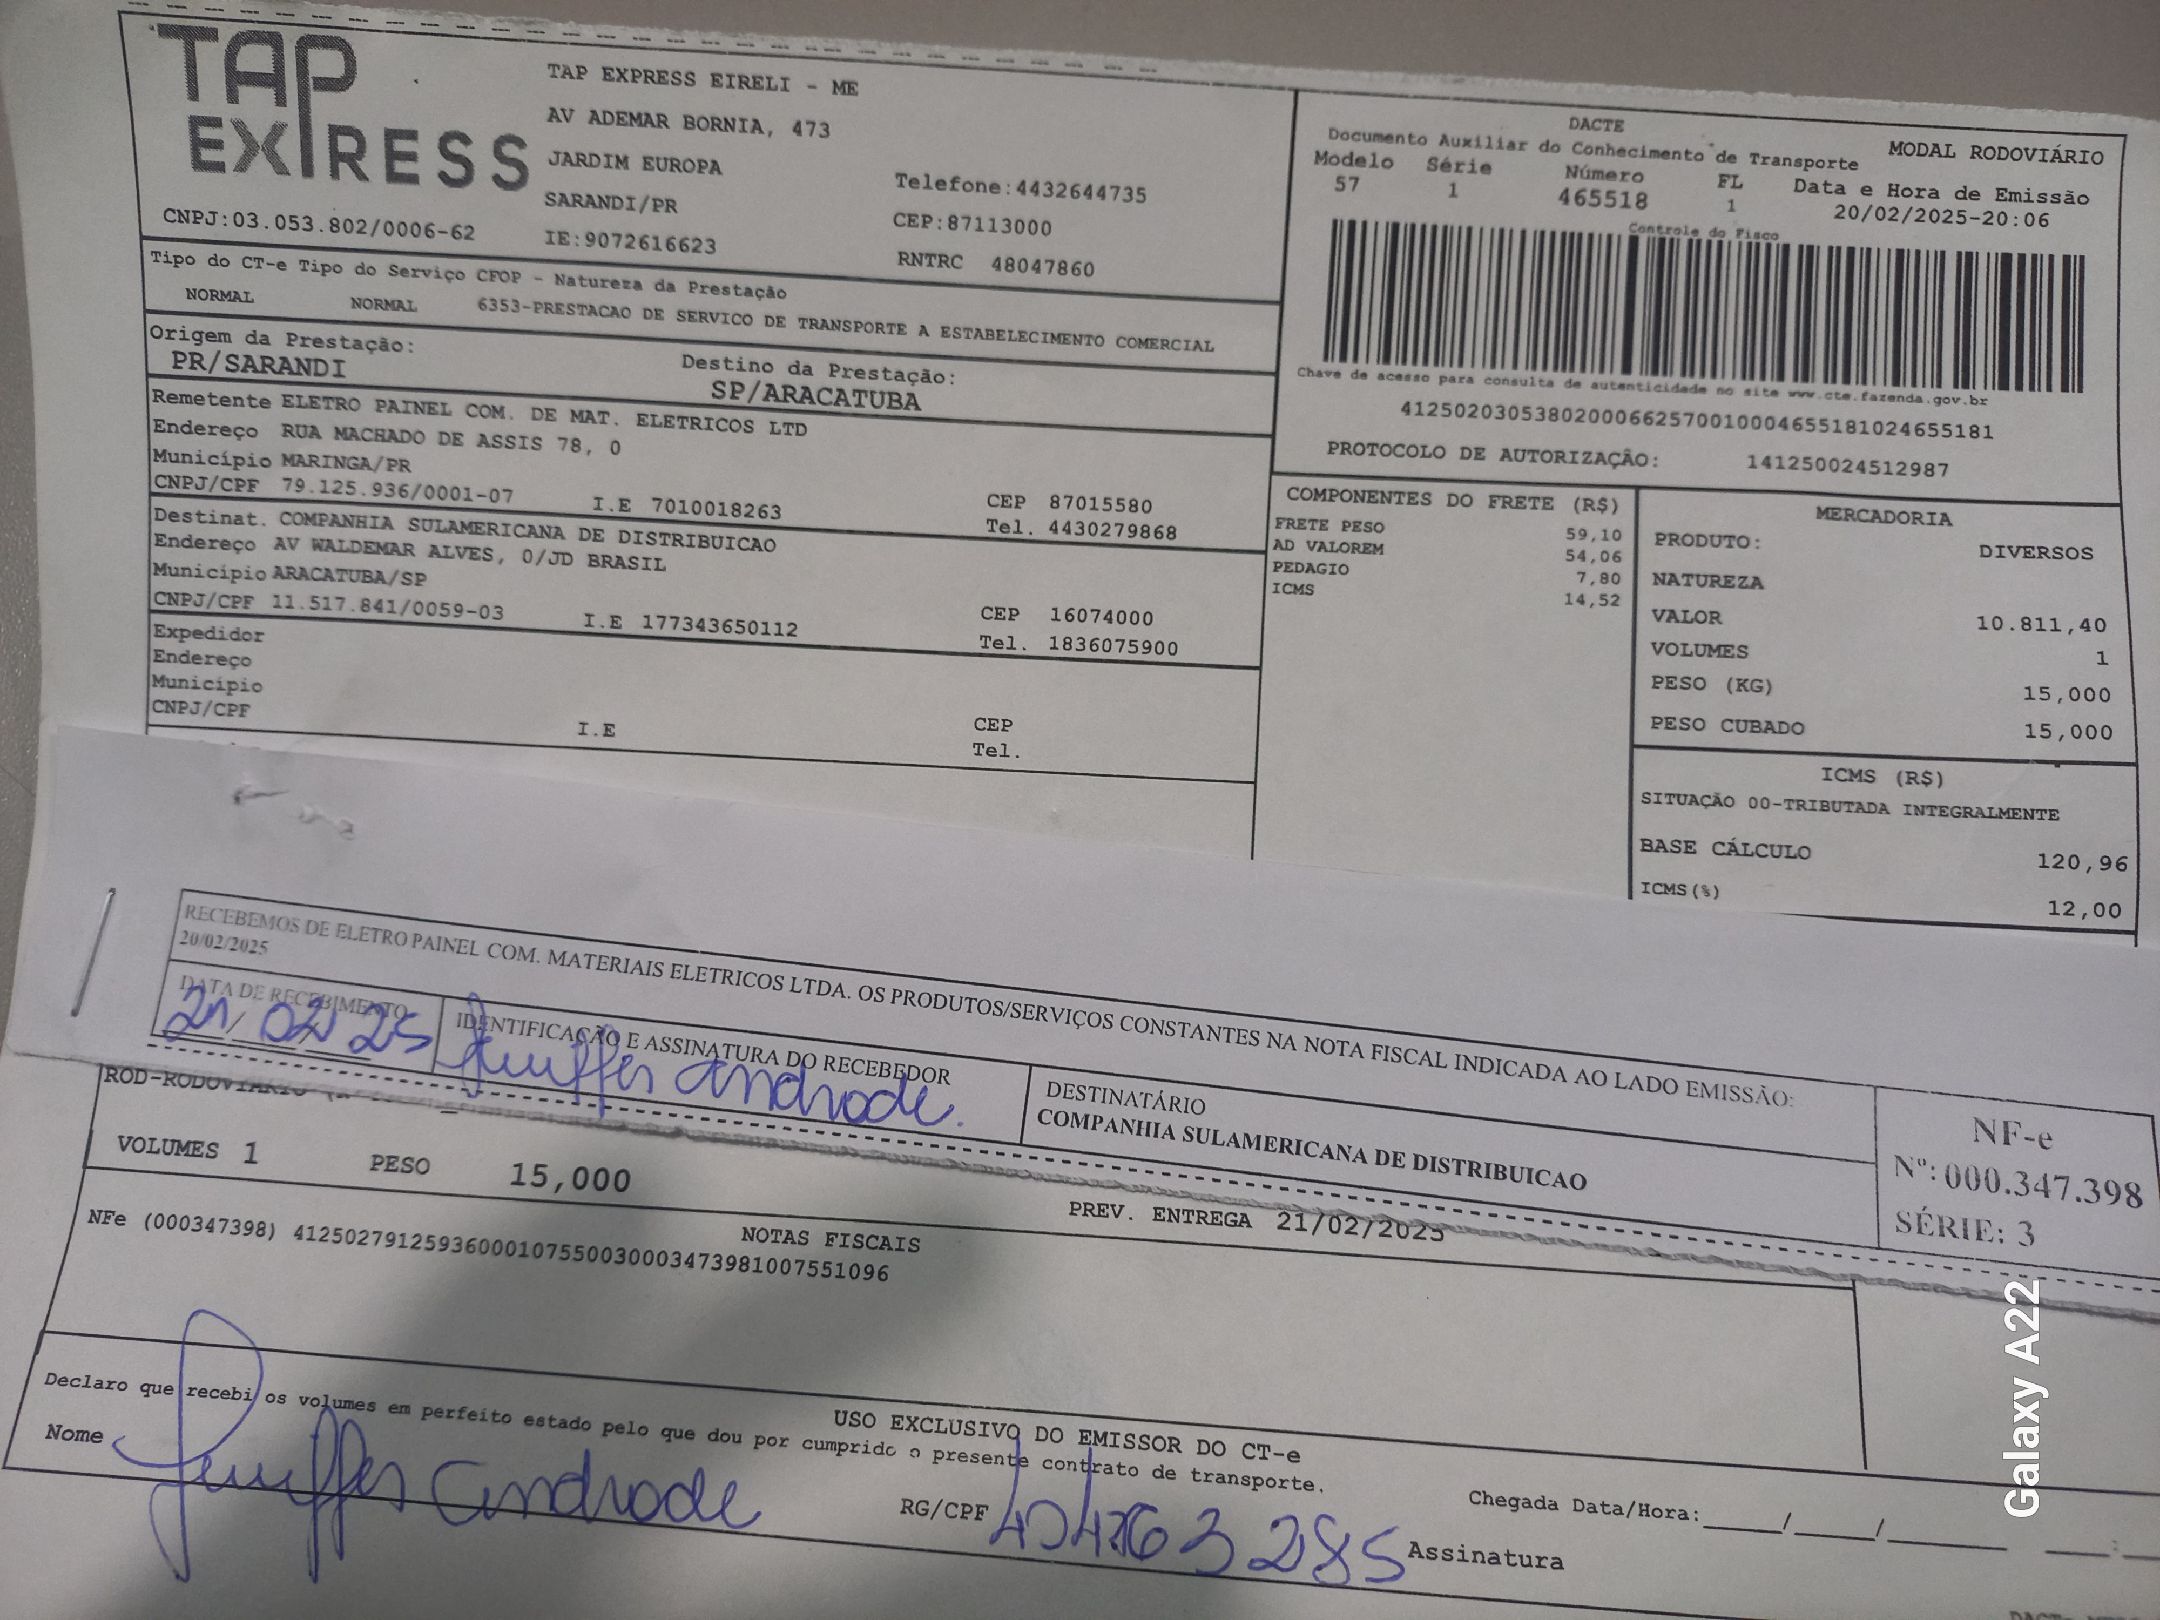 TAP
EXPRESS
CNPJ:03.053.802/0006-62
TAP EXPRESS EIRELI - ME
AV ADEMAR BORNIA, 473
JARDIM EUROPA
SARANDI/PR
IE:9072616623
Telefone:4432644735
CEP:87113000
RNTRC 48047860
DACTE
Documento Auxiliar do Conhecimento de Transporte
MODAL RODOVIÁRIO
Modelo Série Número FL Data e Hora de Emissão
57 1 465518 1 20/02/2025-20:06
Controle do Fisco
Chave de acesso para consulta de autenticidade no site www.cte.fazenda.gov.br
41250203053802000662570010004655181024655181
PROTOCOLO DE AUTORIZAÇÃO: 141250024512987
Tipo do CT-e Tipo do Serviço CFOP - Natureza da Prestação
NORMAL NORMAL 6353-PRESTACAO DE SERVICO DE TRANSPORTE A ESTABELECIMENTO COMERCIAL
Origem da Prestação: Destino da Prestação:
PR/SARANDI SP/ARACATUBA
Remetente ELETRO PAINEL COM. DE MAT. ELETRICOS LTD
Endereço RUA MACHADO DE ASSIS 78, 0
Município MARINGA/PR CEP 87015580
CNPJ/CPF 79.125.936/0001-07 I.E 7010018263 Tel. 4430279868
Destinat. COMPANHIA SULAMERICANA DE DISTRIBUICAO
Endereço AV WALDEMAR ALVES, 0/JD BRASIL
Município ARACATUBA/SP CEP 16074000
CNPJ/CPF 11.517.841/0059-03 I.E 177343650112 Tel. 1836075900
Expedidor
Endereço
Município CEP
CNPJ/CPF I.E Tel.
COMPONENTES DO FRETE (R$)
FRETE PESO 59,10
AD VALOREM 54,06
PEDAGIO 7,80
ICMS 14,52
MERCADORIA
PRODUTO: DIVERSOS
NATUREZA
VALOR 10.811,40
VOLUMES 1
PESO (KG) 15,000
PESO CUBADO 15,000
ICMS (R$)
SITUAÇÃO 00-TRIBUTADA INTEGRALMENTE
BASE CÁLCULO 120,96
ICMS(%) 12,00
RECEBEMOS DE ELETRO PAINEL COM. MATERIAIS ELETRICOS LTDA. OS PRODUTOS/SERVIÇOS CONSTANTES NA NOTA FISCAL INDICADA AO LADO EMISSÃO:
20/02/2025
DATA DE RECEBIMENTO
21/02/25
IDENTIFICAÇÃO E ASSINATURA DO RECEBEDOR
Andrade.
DESTINATÁRIO
COMPANHIA SULAMERICANA DE DISTRIBUICAO
NF-e
Nº: 000.347.398
SÉRIE: 3
ROD-RODOVIARIO
VOLUMES 1 PESO 15,000 PREV. ENTREGA 21/02/2025
NOTAS FISCAIS
NFe (000347398) 41250279125936000107550030003473981007551096
USO EXCLUSIVO DO EMISSOR DO CT-e
Declaro que recebi os volumes em perfeito estado pelo que dou por cumprido o presente contrato de transporte.
Nome Andrade RG/CPF Assinatura
Chegada Data/Hora:____/____/______ ___:__
Galaxy A22